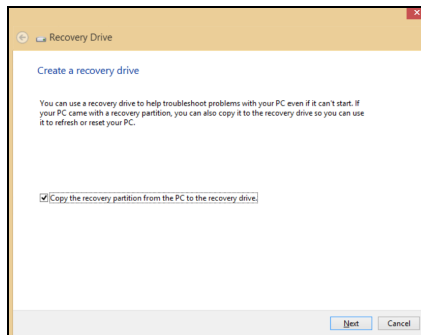 Recovery Drive
Create a recovery drive
You can use a recovery drive to help troubleshoot problems with your PC even if it can't start. If
your PC came with a recovery partition, you can also copy it to the recovery drive so you can use
it to refresh or reset your PC.
Copy the recovery partition from the PC to the recovery drive.
Next Cancel